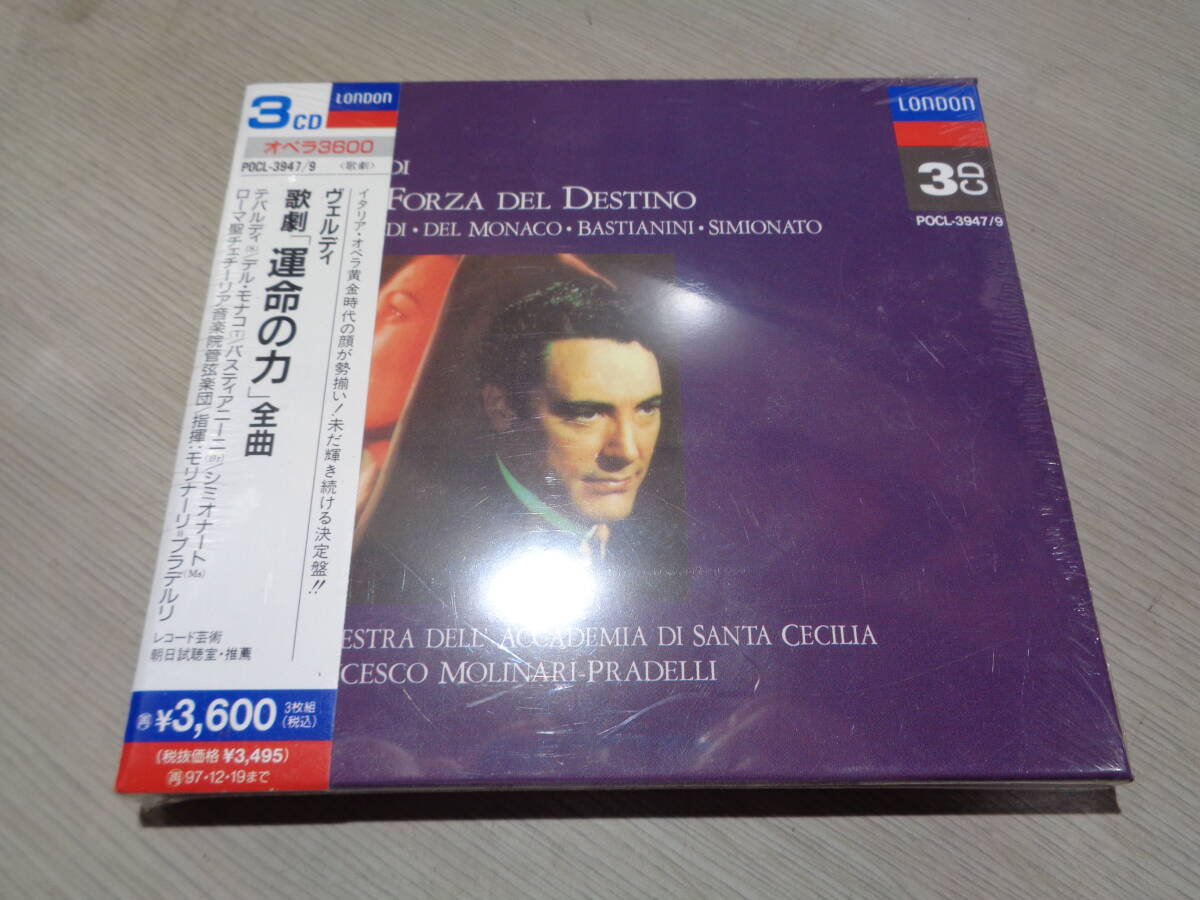 3CD
LONDON
オペラ3600
POCL-3947/9 〈歌劇〉
イタリア・オペラ黄金時代の顔が勢揃い!未だ輝き続ける決定盤!!
ヴェルディ
歌劇「運命の力」全曲
テバルディ(S)/デル・モナコ(T)/バスティアニーニ(Br)/シミオナート(Ms)
ローマ聖チェチーリア音楽院管弦楽団/指揮:モリナーリ=プラデルリ
レコード芸術
朝日試聴室・推薦
再 ¥3,600 3枚組(税込)
(税抜価格 ¥3,495)
再 97・12・19まで
DI
FORZA DEL DESTINO
DI・DEL MONACO・BASTIANINI・SIMIONATO
LONDON
3CD
POCL-3947/9
ESTRA DELL'ACCADEMIA DI SANTA CECILIA
CESCO MOLINARI-PRADELLI